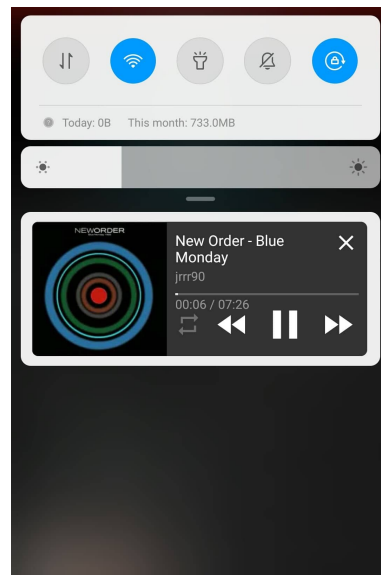 Today: 0B This month: 733.0MB
NEWORDER
New Order - Blue
Monday
jrrr90
00:06 / 07:26